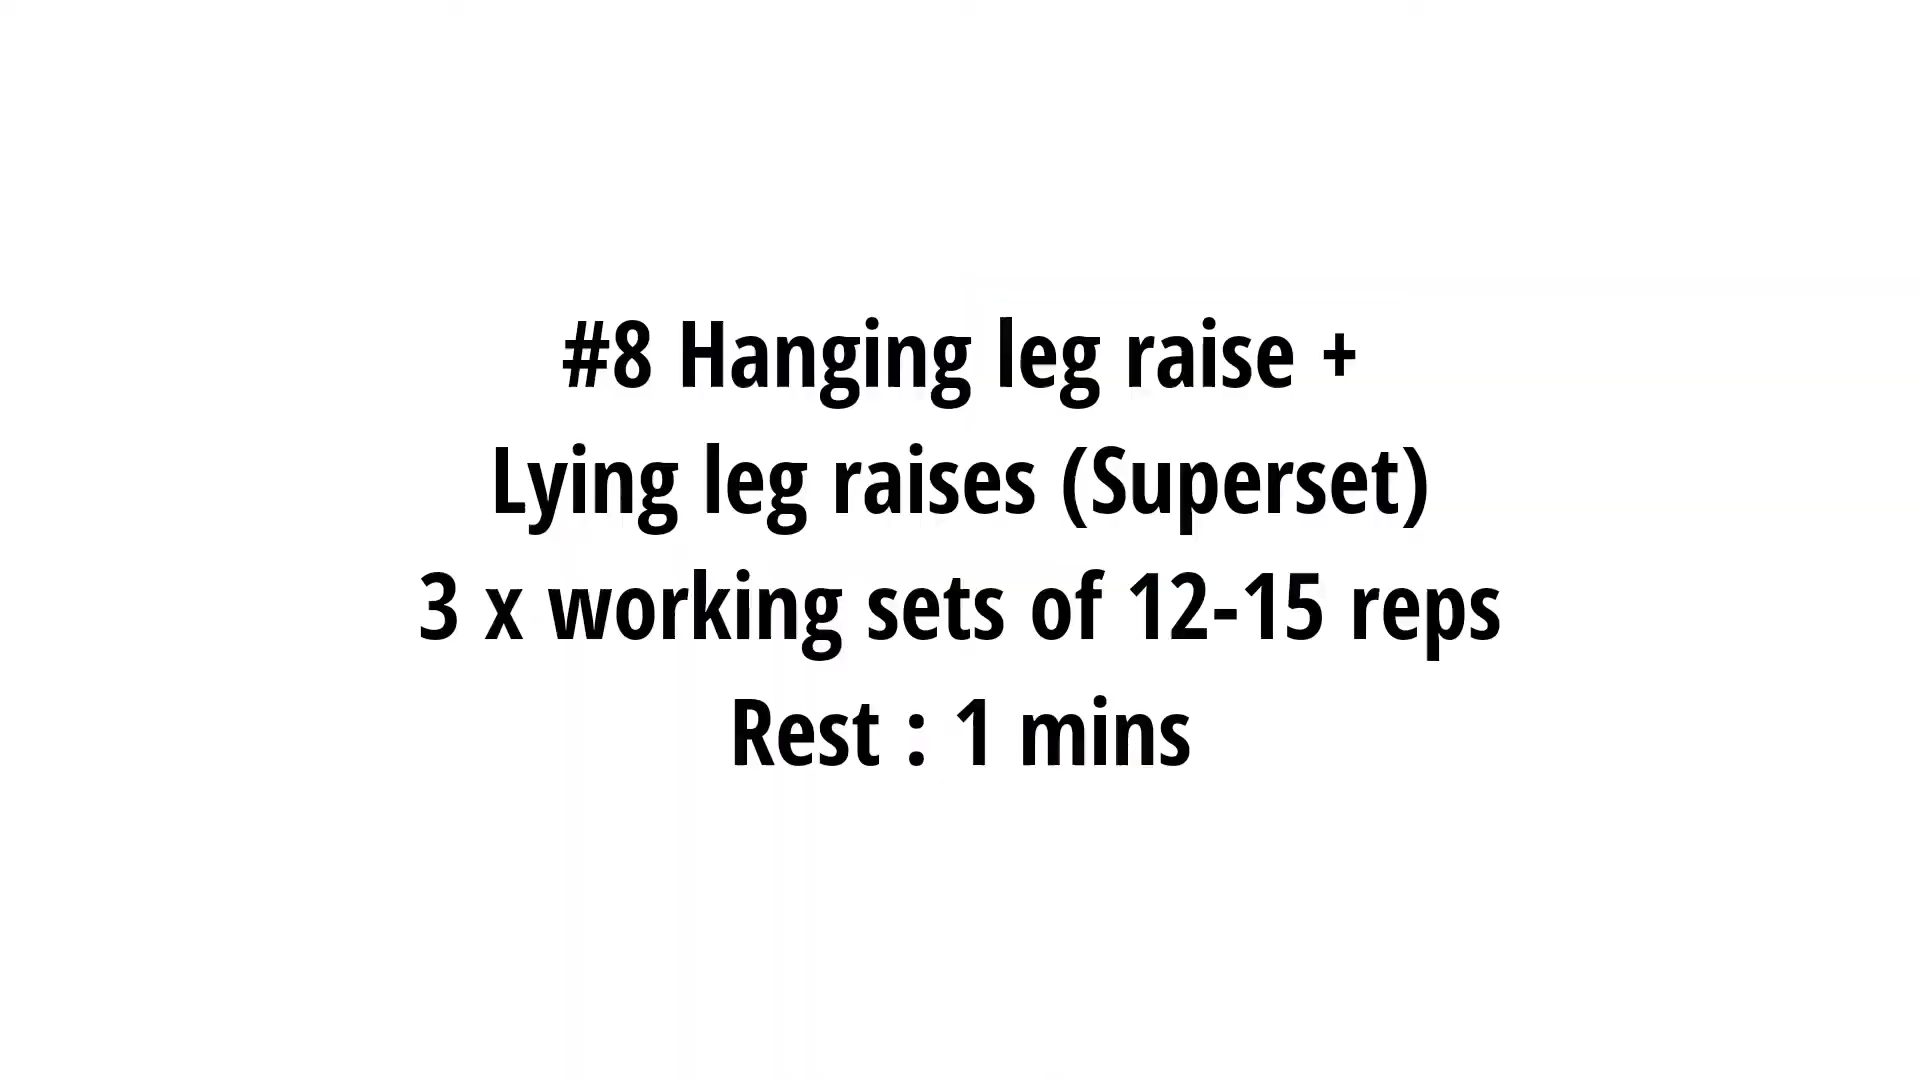 #8 Hanging leg raise +
Lying leg raises (Superset)
3 x working sets of 12-15 reps
Rest : 1 mins